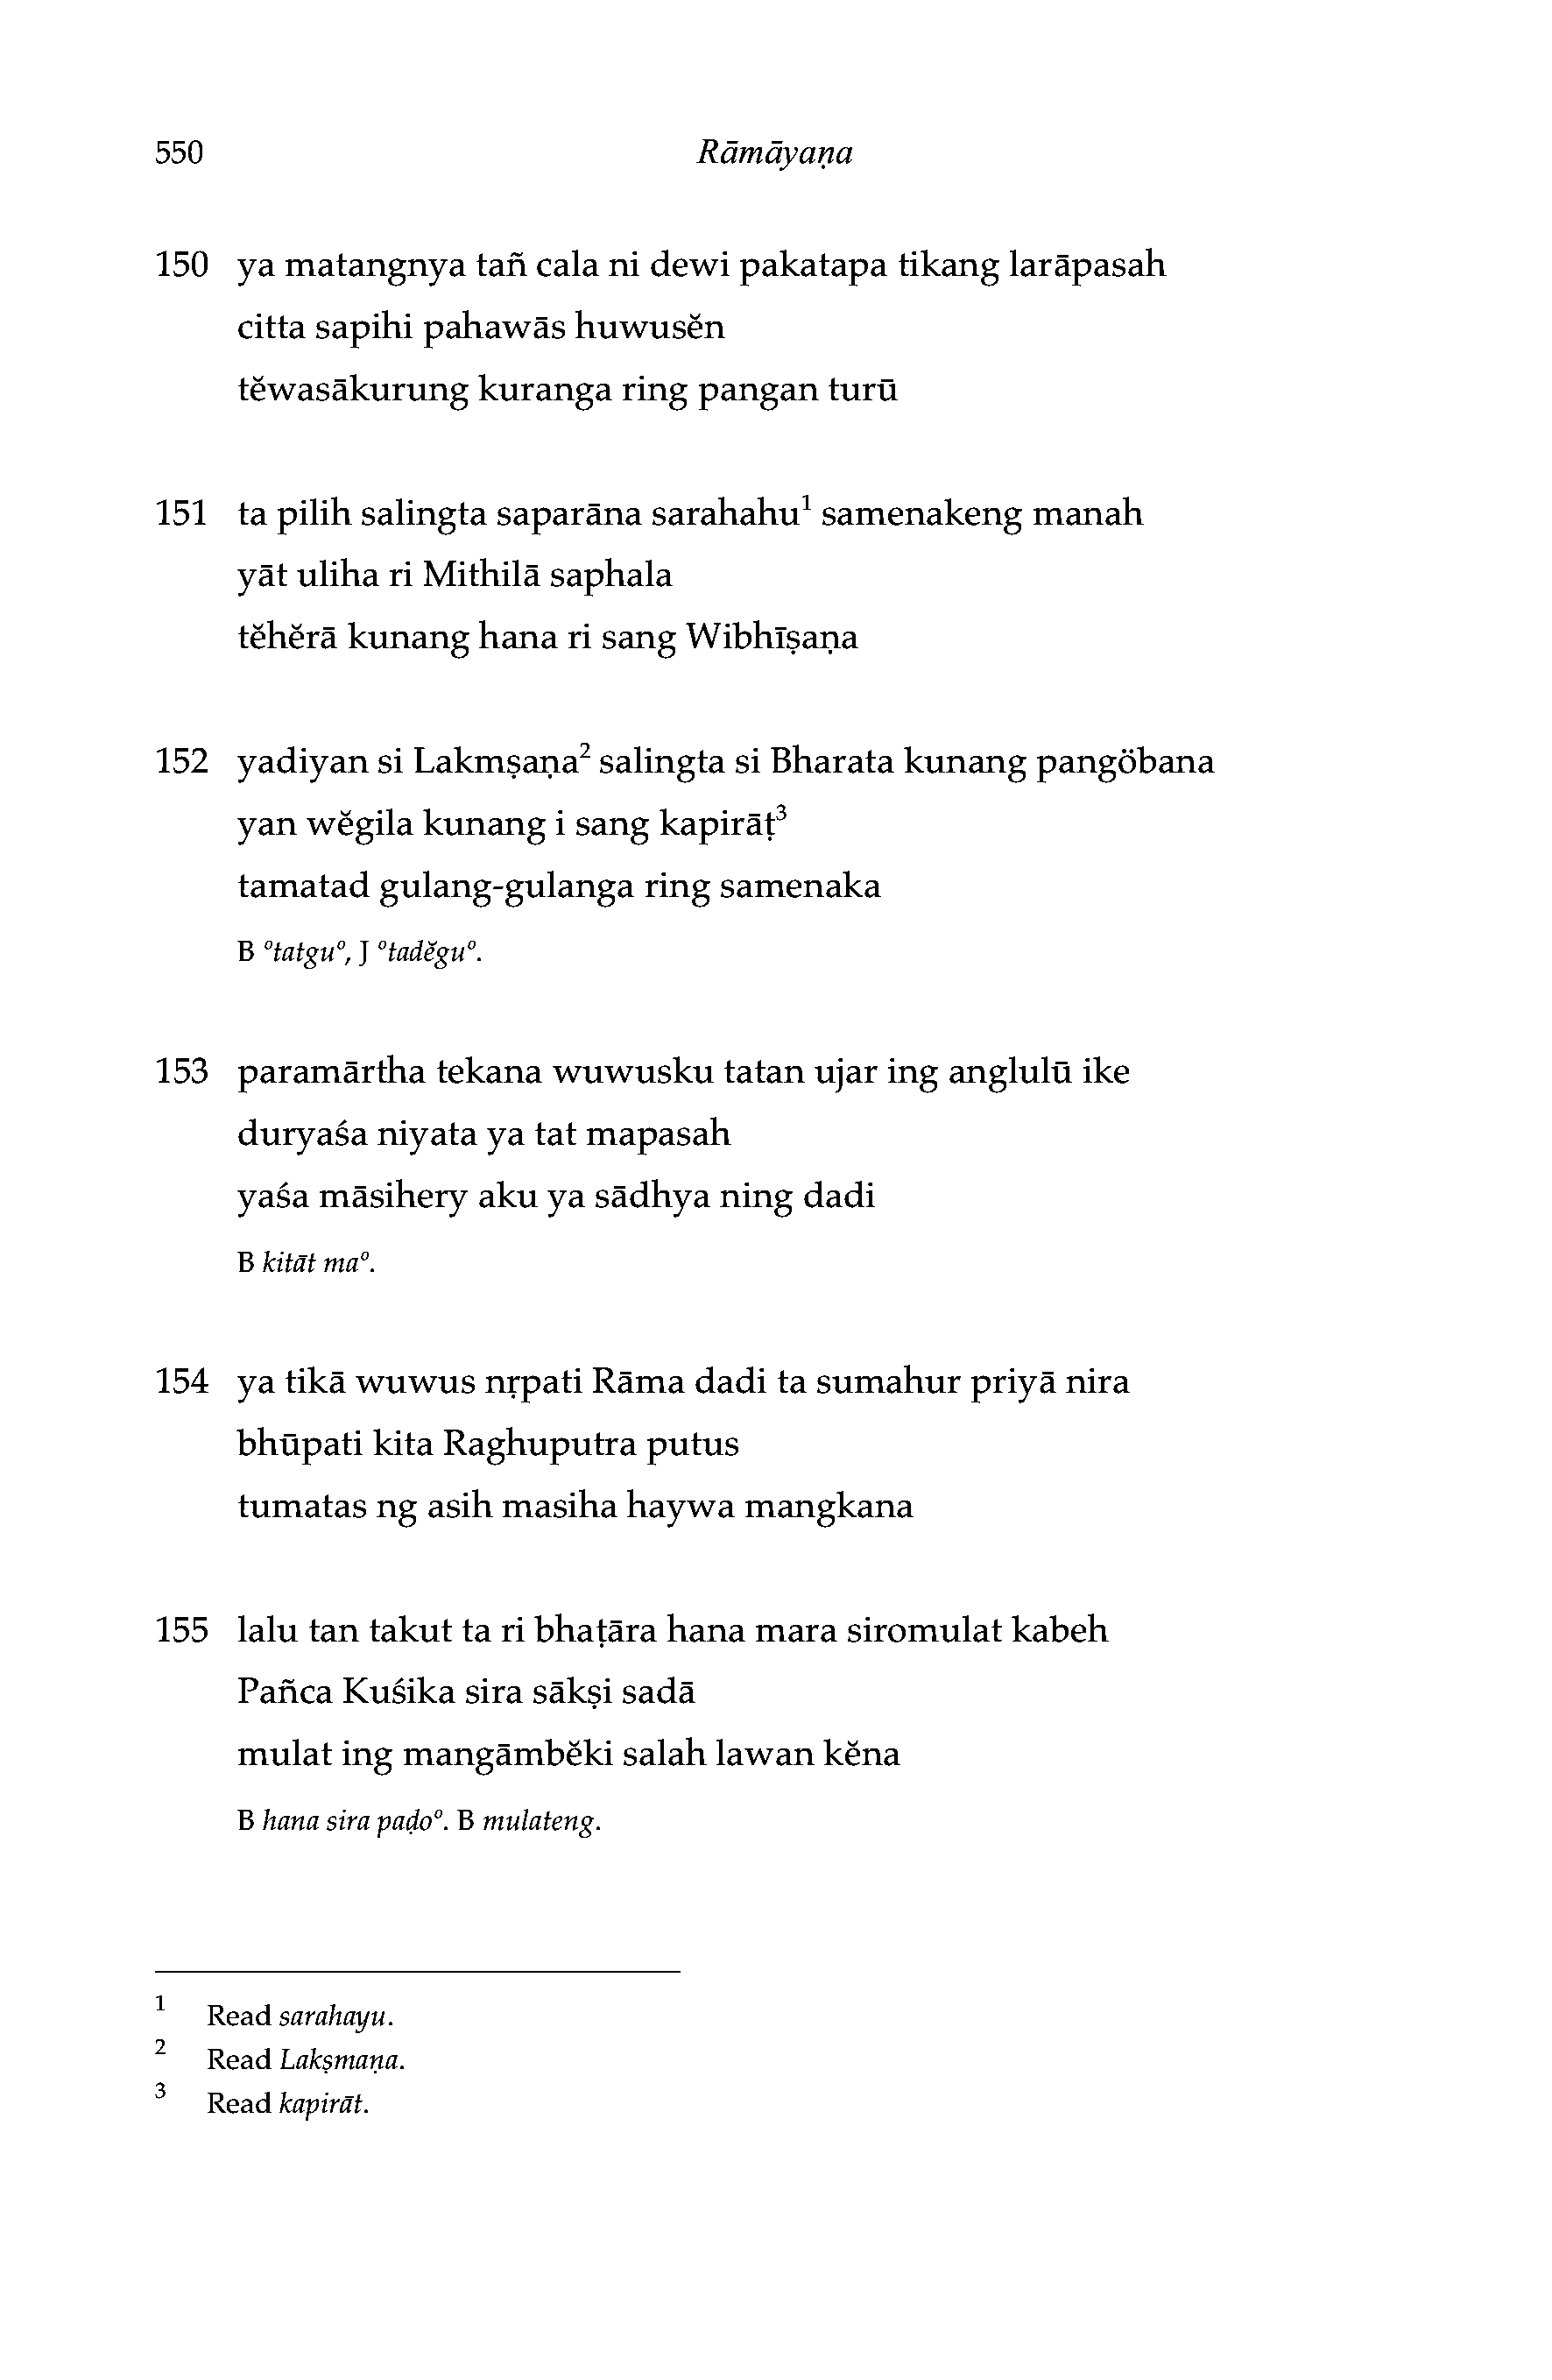 550 Rāmāyaṇa
150 ya matangnya tañ cala ni dewi pakatapa tikang larāpasah
citta sapihi pahawās huwusĕn
tĕwasākurung kuranga ring pangan turū
151 ta pilih salingta saparāna sarahahu¹ samenakeng manah
yāt uliha ri Mithilā saphala
tĕhĕrā kunang hana ri sang Wibhīṣaṇa
152 yadiyan si Lakmṣaṇa² salingta si Bharata kunang pangöbana
yan wĕgila kunang i sang kapirāṭ³
tamatad gulang-gulanga ring samenaka
B °tatgu°, J °tadĕgu°.
153 paramārtha tekana wuwusku tatan ujar ing anglulū ike
duryaśa niyata ya tat mapasah
yaśa māsihery aku ya sādhya ning dadi
B kitāt ma°.
154 ya tikā wuwus nṛpati Rāma dadi ta sumahur priyā nira
bhūpati kita Raghuputra putus
tumatas ng asih masiha haywa mangkana
155 lalu tan takut ta ri bhaṭāra hana mara siromulat kabeh
Pañca Kuśika sira sākṣi sadā
mulat ing mangāmbĕki salah lawan kĕna
B hana sira paḍo°. B mulateng.
1 Read sarahayu.
2 Read Lakṣmaṇa.
3 Read kapirāt.